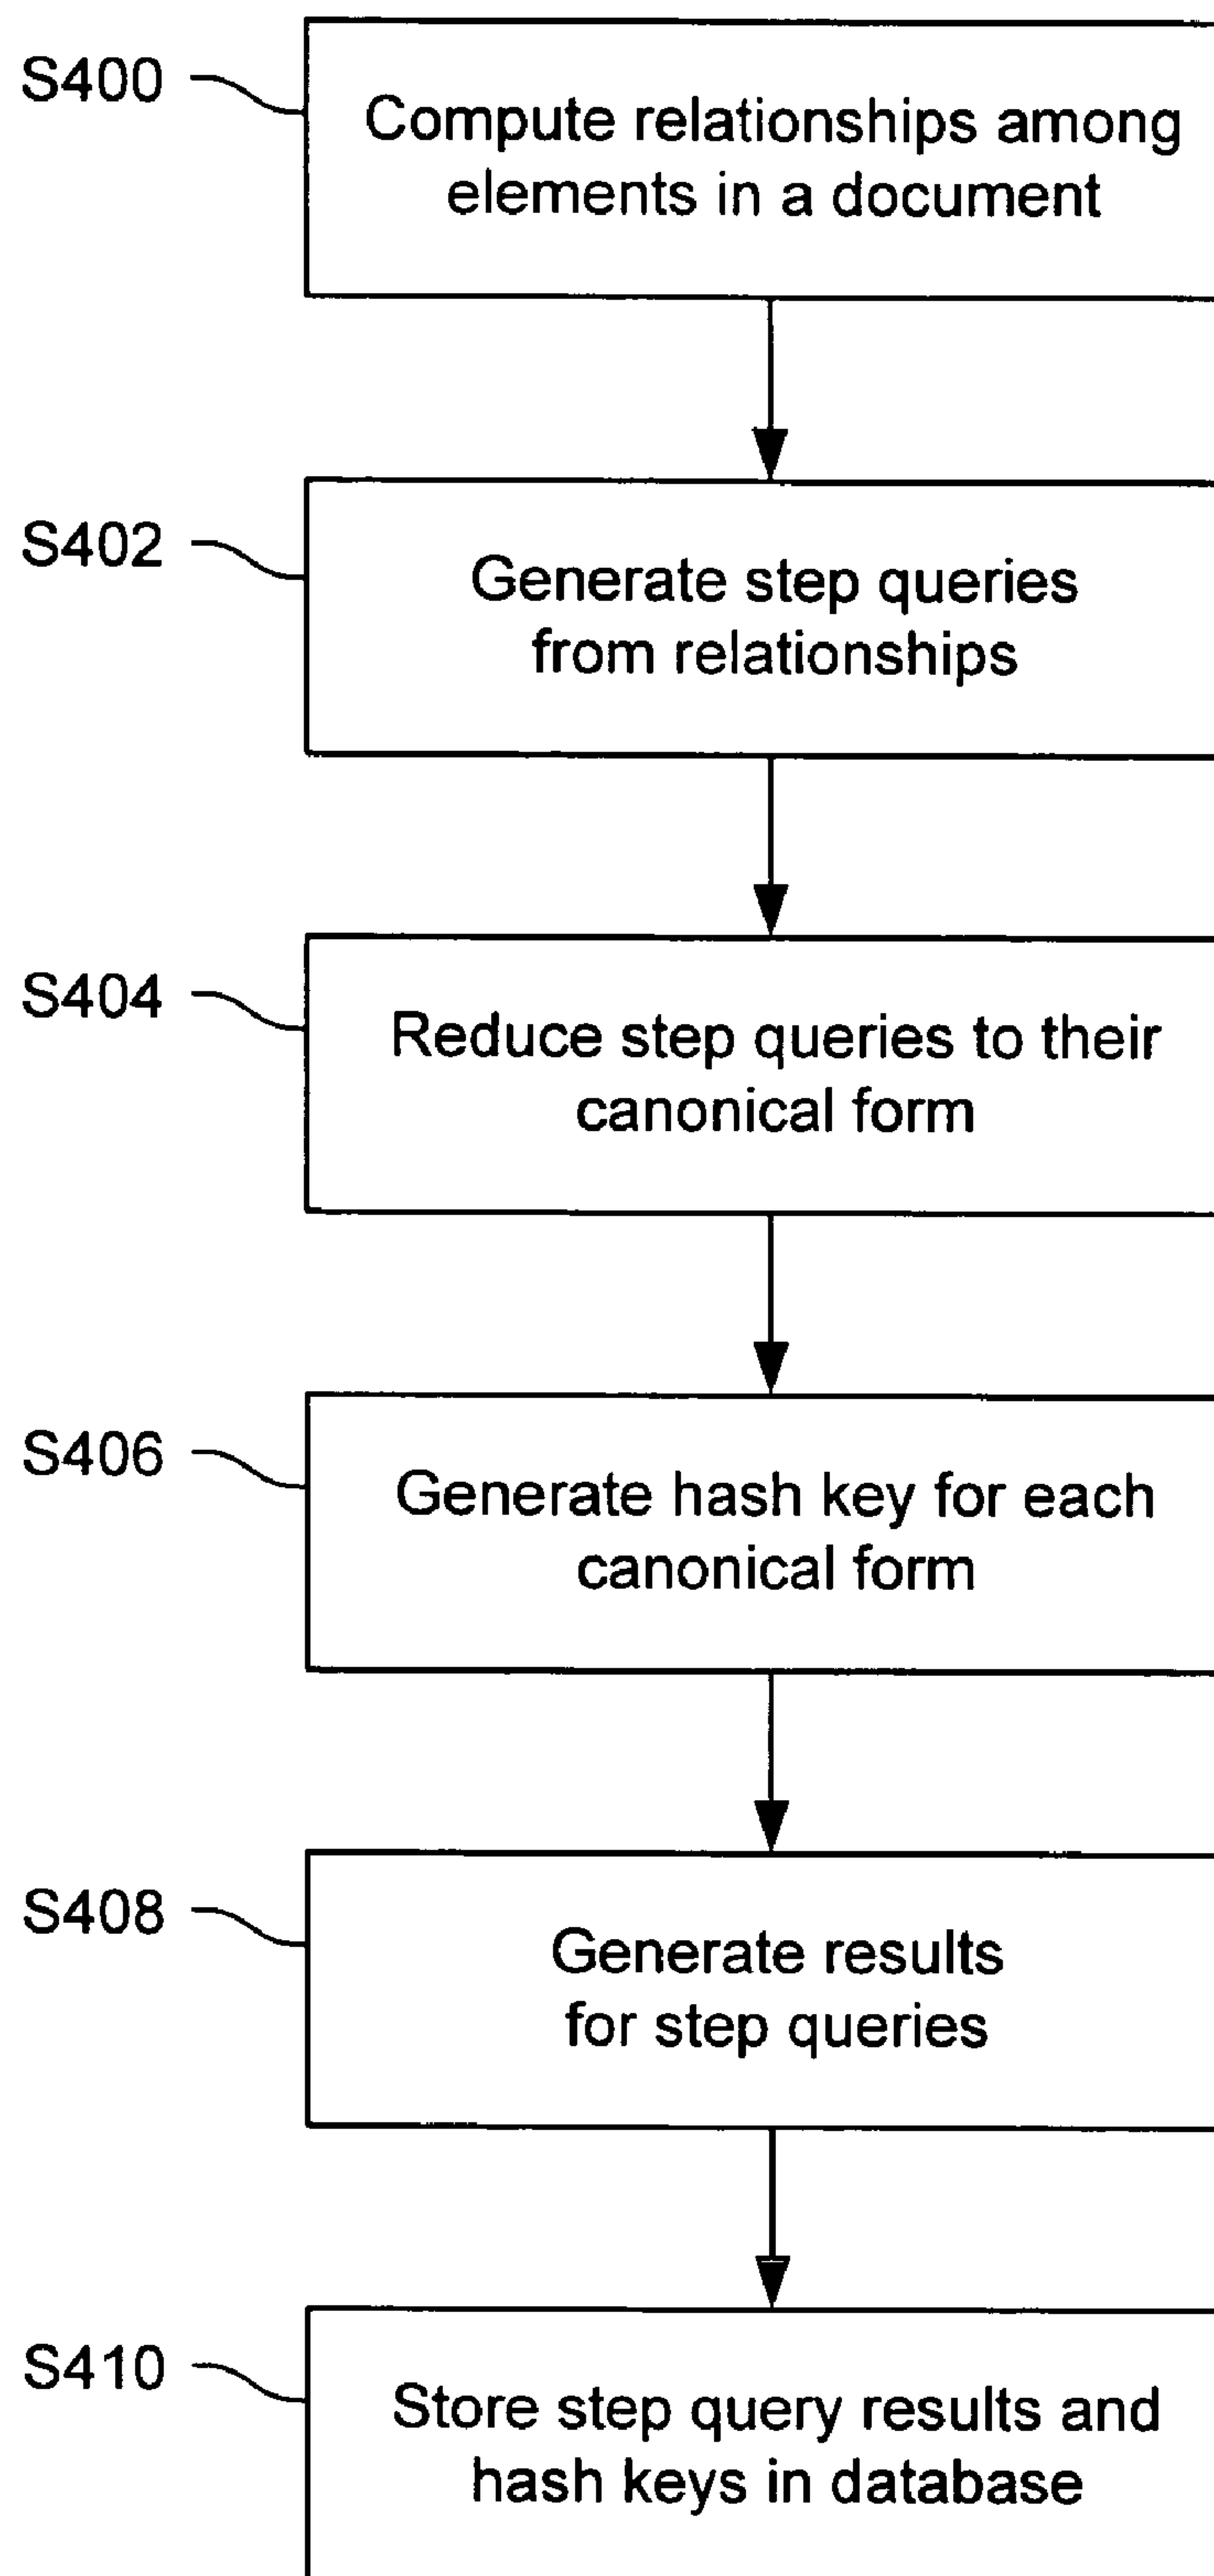 S400
Compute relationships among
elements in a document
S402
Generate step queries
from relationships
S404
Reduce step queries to their
canonical form
S406
Generate hash key for each
canonical form
S408
Generate results
for step queries
S410
Store step query results and
hash keys in database